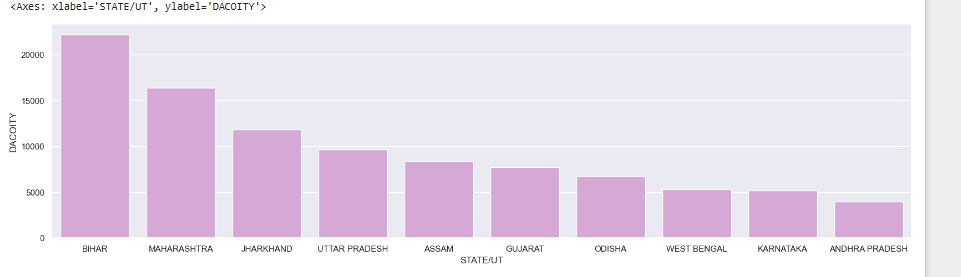 <Axes: xlabel='STATE/UT', ylabel='DACOITY'>
20000
15000
10000
5000
0
DACOITY
BIHAR MAHARASHTRA JHARKHAND UTTAR PRADESH ASSAM GUJARAT ODISHA WEST BENGAL KARNATAKA ANDHRA PRADESH
STATE/UT